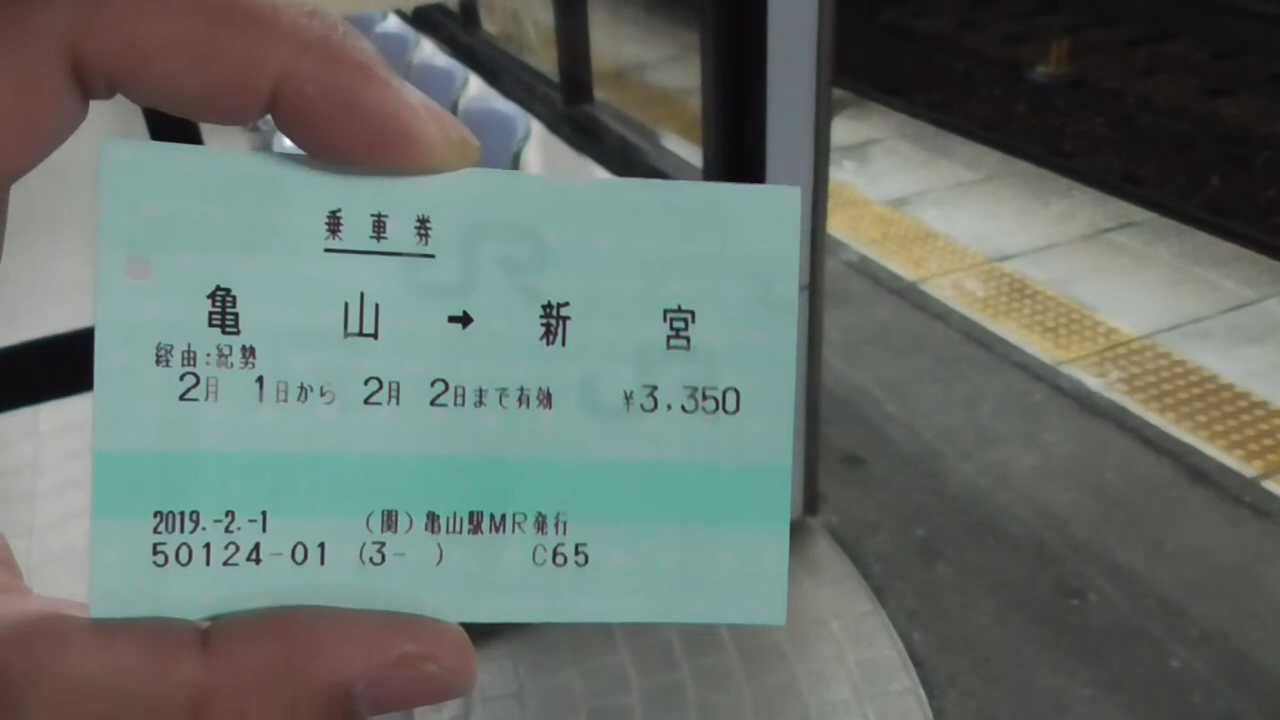 乗車券
亀山→新宮
経由:紀勢
2月 1日から 2月 2日まで有効 ¥3,350
2019.-2.-1 (関)亀山駅MR発行
50124-01 (3- ) C65